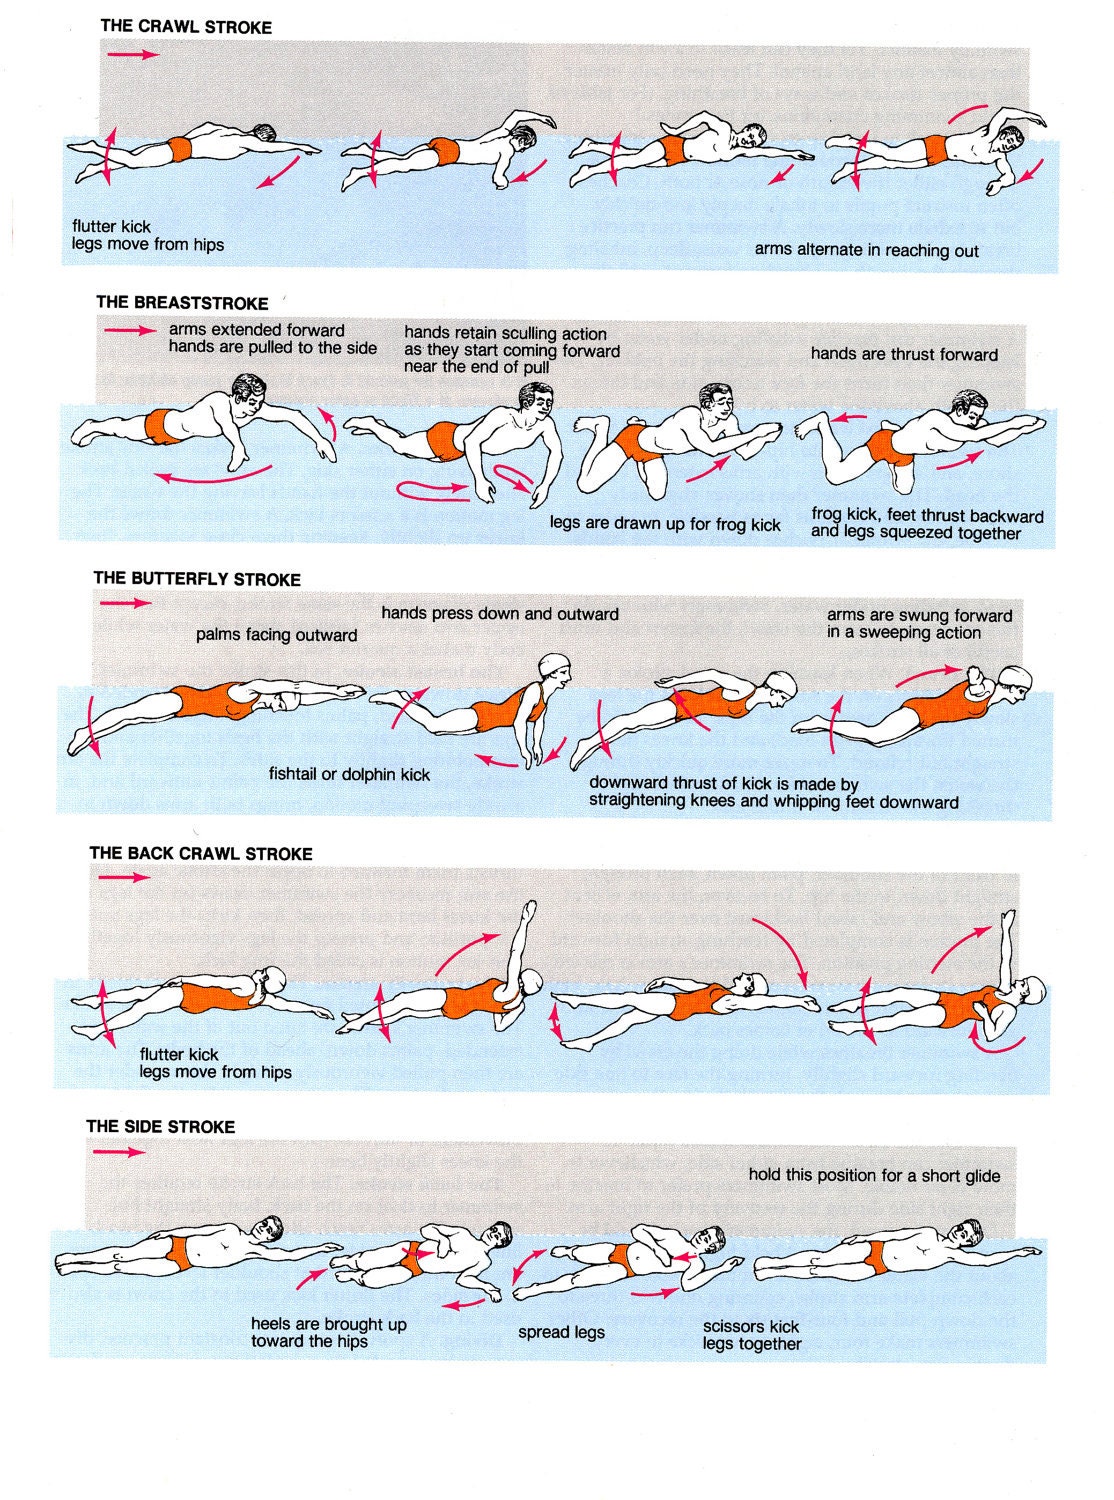 THE CRAWL STROKE
flutter kick
legs move from hips
arms alternate in reaching out
THE BREASTSTROKE
arms extended forward
hands are pulled to the side
hands retain sculling action
as they start coming forward
near the end of pull
hands are thrust forward
legs are drawn up for frog kick
frog kick, feet thrust backward
and legs squeezed together
THE BUTTERFLY STROKE
palms facing outward
hands press down and outward
arms are swung forward
in a sweeping action
fishtail or dolphin kick
downward thrust of kick is made by
straightening knees and whipping feet downward
THE BACK CRAWL STROKE
flutter kick
legs move from hips
THE SIDE STROKE
hold this position for a short glide
heels are brought up
toward the hips
spread legs
scissors kick
legs together